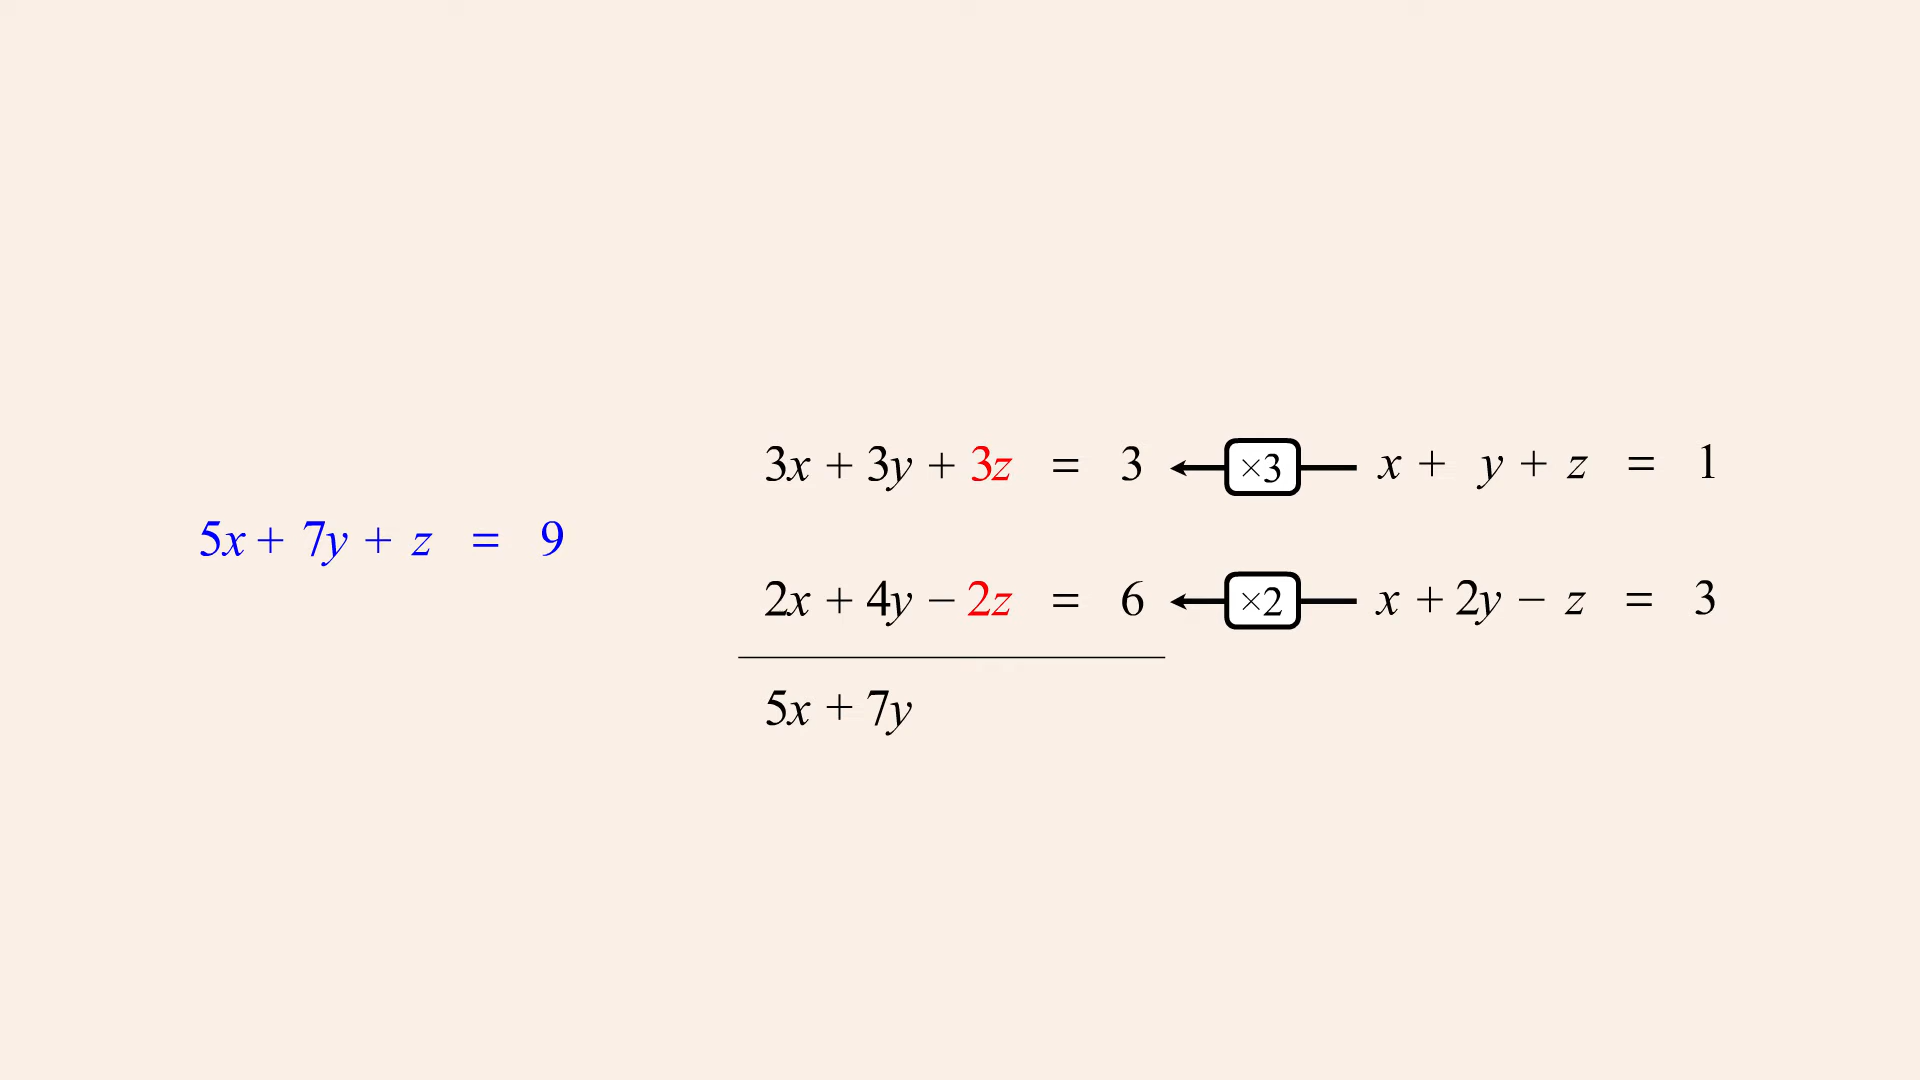 3x + 3y + 3z = 3 ×3 x + y + z = 1
5x + 7y + z = 9
2x + 4y − 2z = 6 ×2 x + 2y − z = 3
5x + 7y